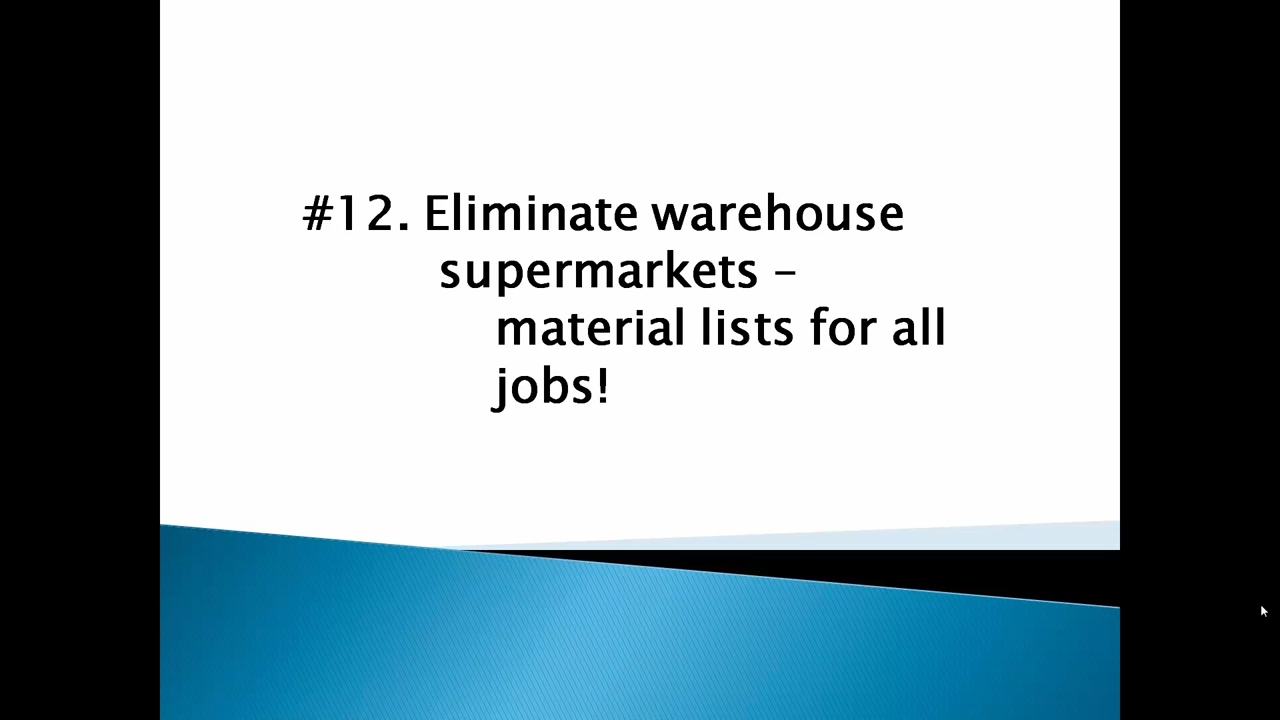 #12. Eliminate warehouse
supermarkets –
material lists for all
jobs!